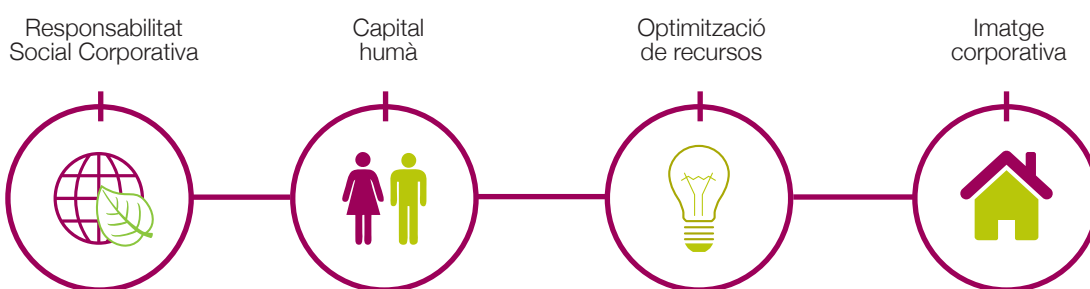 Responsabilitat
Social Corporativa
Capital
humà
Optimització
de recursos
Imatge
corporativa